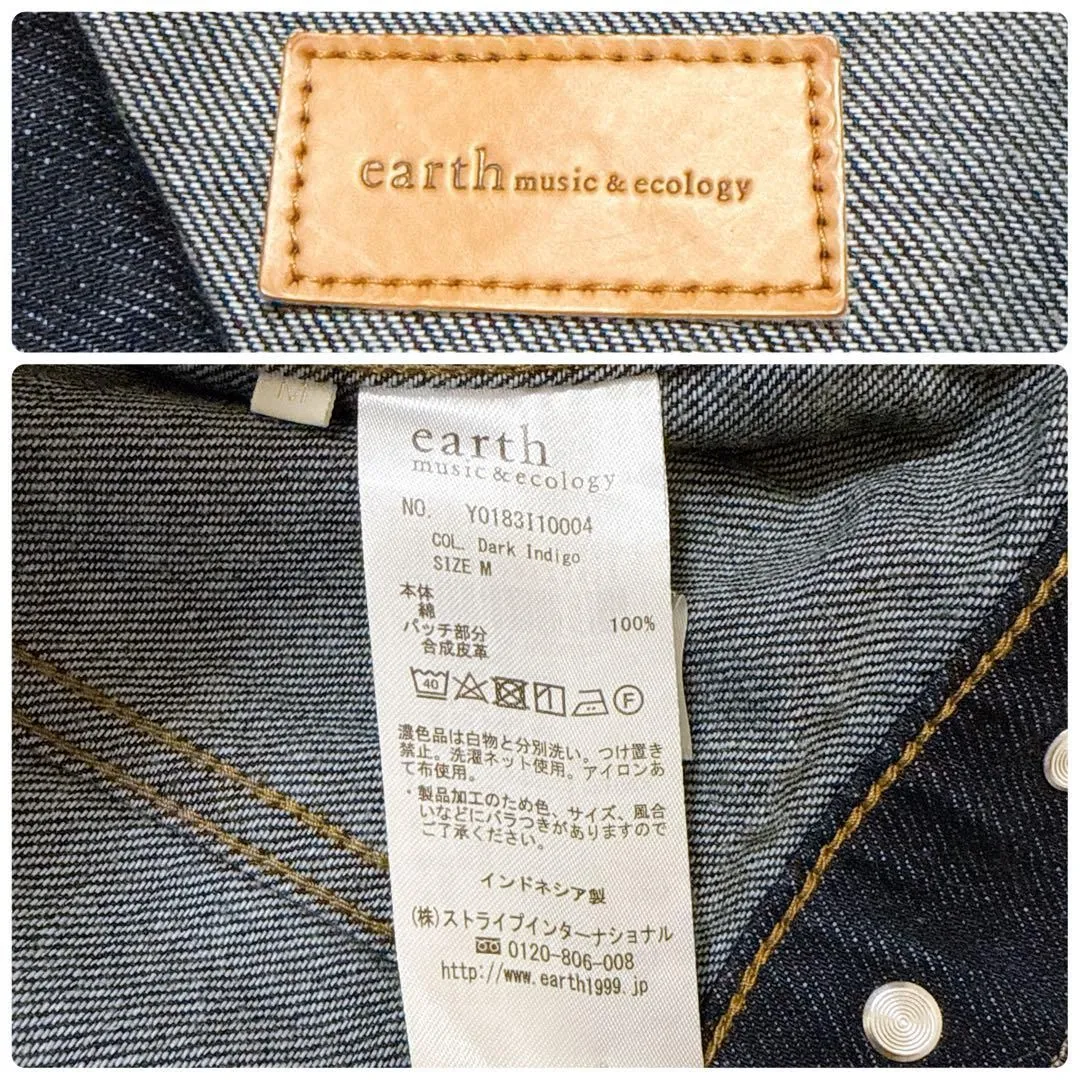 earth music & ecology
M
earth
music & ecology
NO. Y0183I10004
COL. Dark Indigo
SIZE M
本体
綿 100%
パッチ部分
合成皮革
40 F
濃色品は白物と分別洗い。つけ置き
禁止。洗濯ネット使用。アイロンあ
て布使用。
・製品加工のため色、サイズ、風合
いなどにバラつきがありますので
ご了承ください。
インドネシア製
(株)ストライプインターナショナル
0120-806-008
http://www.earth1999.jp